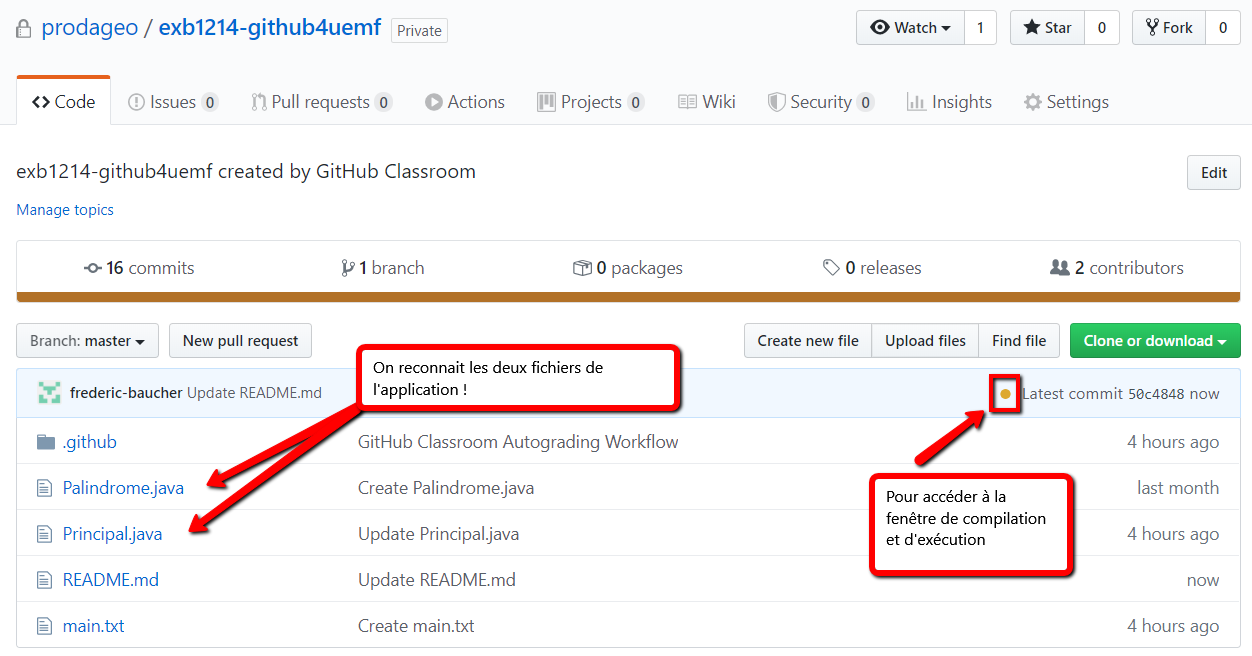 prodageo / exb1214-github4uemf Private Watch 1 Star 0 Fork 0
Code Issues 0 Pull requests 0 Actions Projects 0 Wiki Security 0 Insights Settings
exb1214-github4uemf created by GitHub Classroom Edit
Manage topics
16 commits 1 branch 0 packages 0 releases 2 contributors
Branch: master New pull request Create new file Upload files Find file Clone or download
On reconnait les deux fichiers de
l'application !
frederic-baucher Update README.md Latest commit 50c4848 now
.github GitHub Classroom Autograding Workflow 4 hours ago
Palindrome.java Create Palindrome.java last month
Pour accéder à la
fenêtre de compilation
et d'exécution
Principal.java Update Principal.java 4 hours ago
README.md Update README.md now
main.txt Create main.txt 4 hours ago